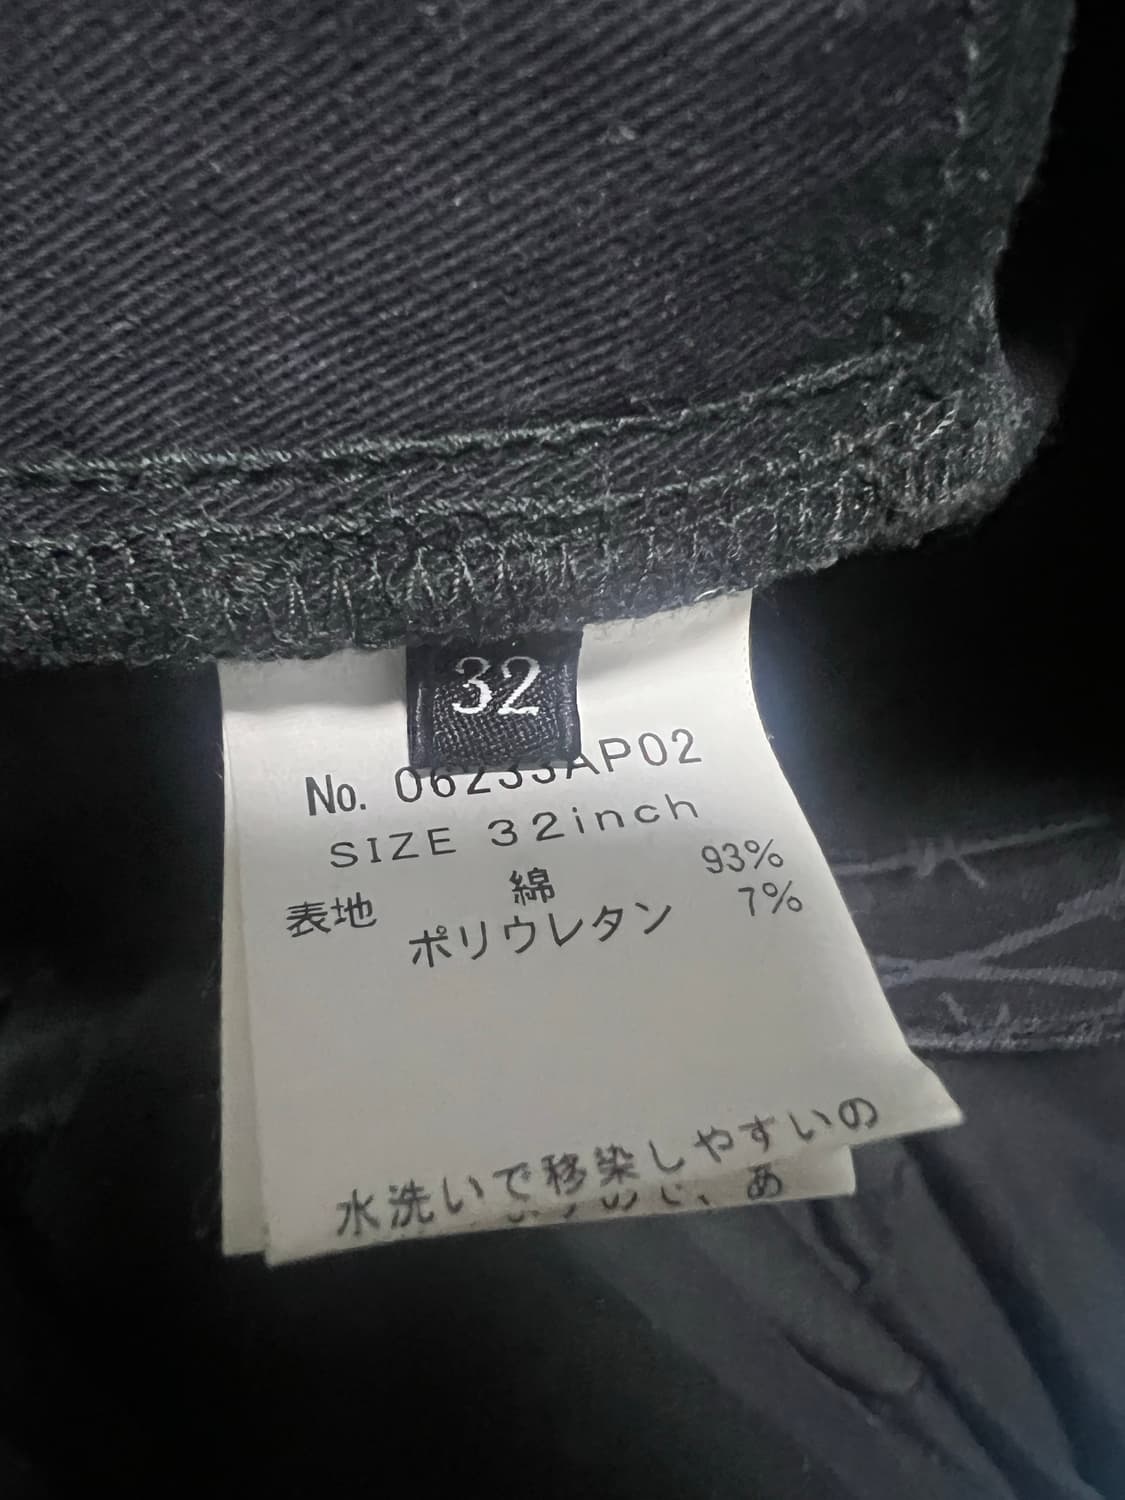 32
No. 06233AP02
SIZE 32inch
表地 綿 93%
ポリウレタン 7%
水洗いで移染しやすいの